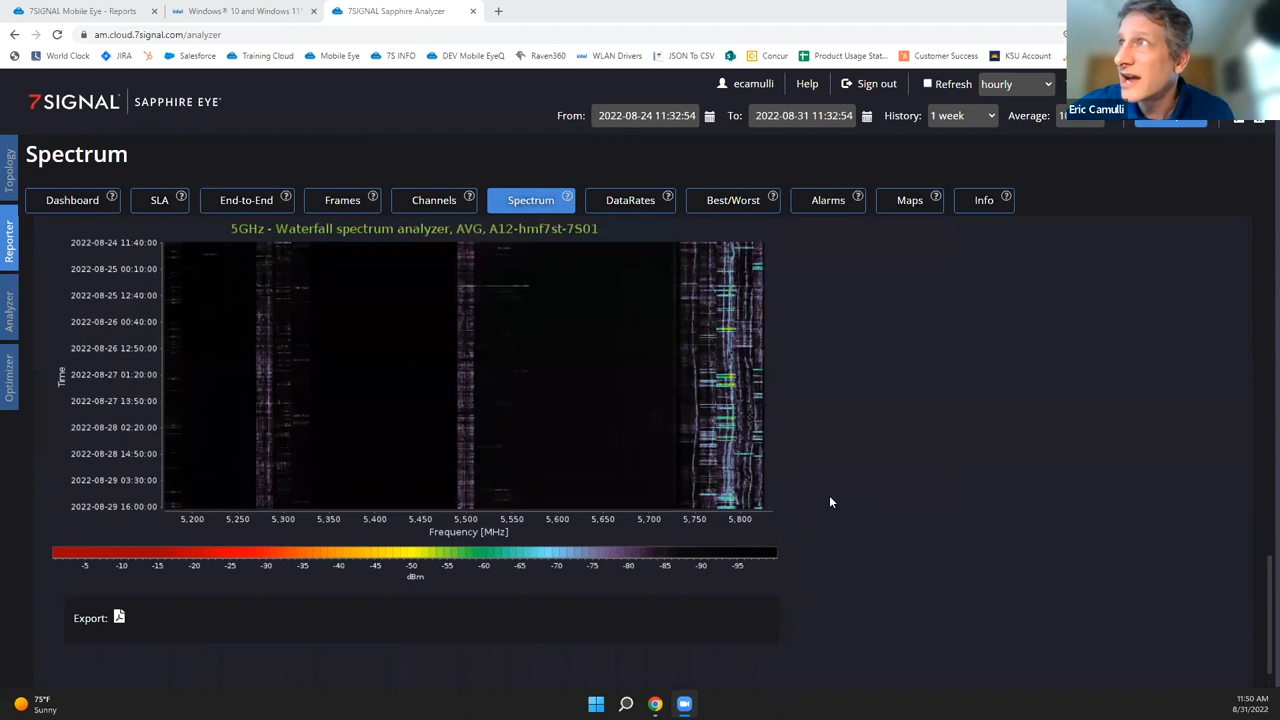 7SIGNAL Mobile Eye - Reports
Windows® 10 and Windows 11
7SIGNAL Sapphire Analyzer
am.cloud.7signal.com/analyzer
World Clock JIRA Salesforce Training Cloud Mobile Eye 7S INFO DEV Mobile EyeQ Raven360 WLAN Drivers JSON To CSV Concur Product Usage Stat... Customer Success KSU Account
7SIGNAL SAPPHIRE EYE®
ecamulli Help Sign out Refresh hourly
Eric Camulli
From: 2022-08-24 11:32:54 To: 2022-08-31 11:32:54 History: 1 week Average:
Topology
Reporter
Analyzer
Optimizer
Spectrum
Dashboard SLA End-to-End Frames Channels Spectrum DataRates Best/Worst Alarms Maps Info
5GHz - Waterfall spectrum analyzer, AVG, A12-hmf7st-7S01
Time
2022-08-24 11:40:00
2022-08-25 00:10:00
2022-08-25 12:40:00
2022-08-26 00:40:00
2022-08-26 12:50:00
2022-08-27 01:20:00
2022-08-27 13:50:00
2022-08-28 02:20:00
2022-08-28 14:50:00
2022-08-29 03:30:00
2022-08-29 16:00:00
5,200 5,250 5,300 5,350 5,400 5,450 5,500 5,550 5,600 5,650 5,700 5,750 5,800
Frequency [MHz]
-5 -10 -15 -20 -25 -30 -35 -40 -45 -50 -55 -60 -65 -70 -75 -80 -85 -90 -95
dBm
Export:
75°F
Sunny
11:50 AM
8/31/2022